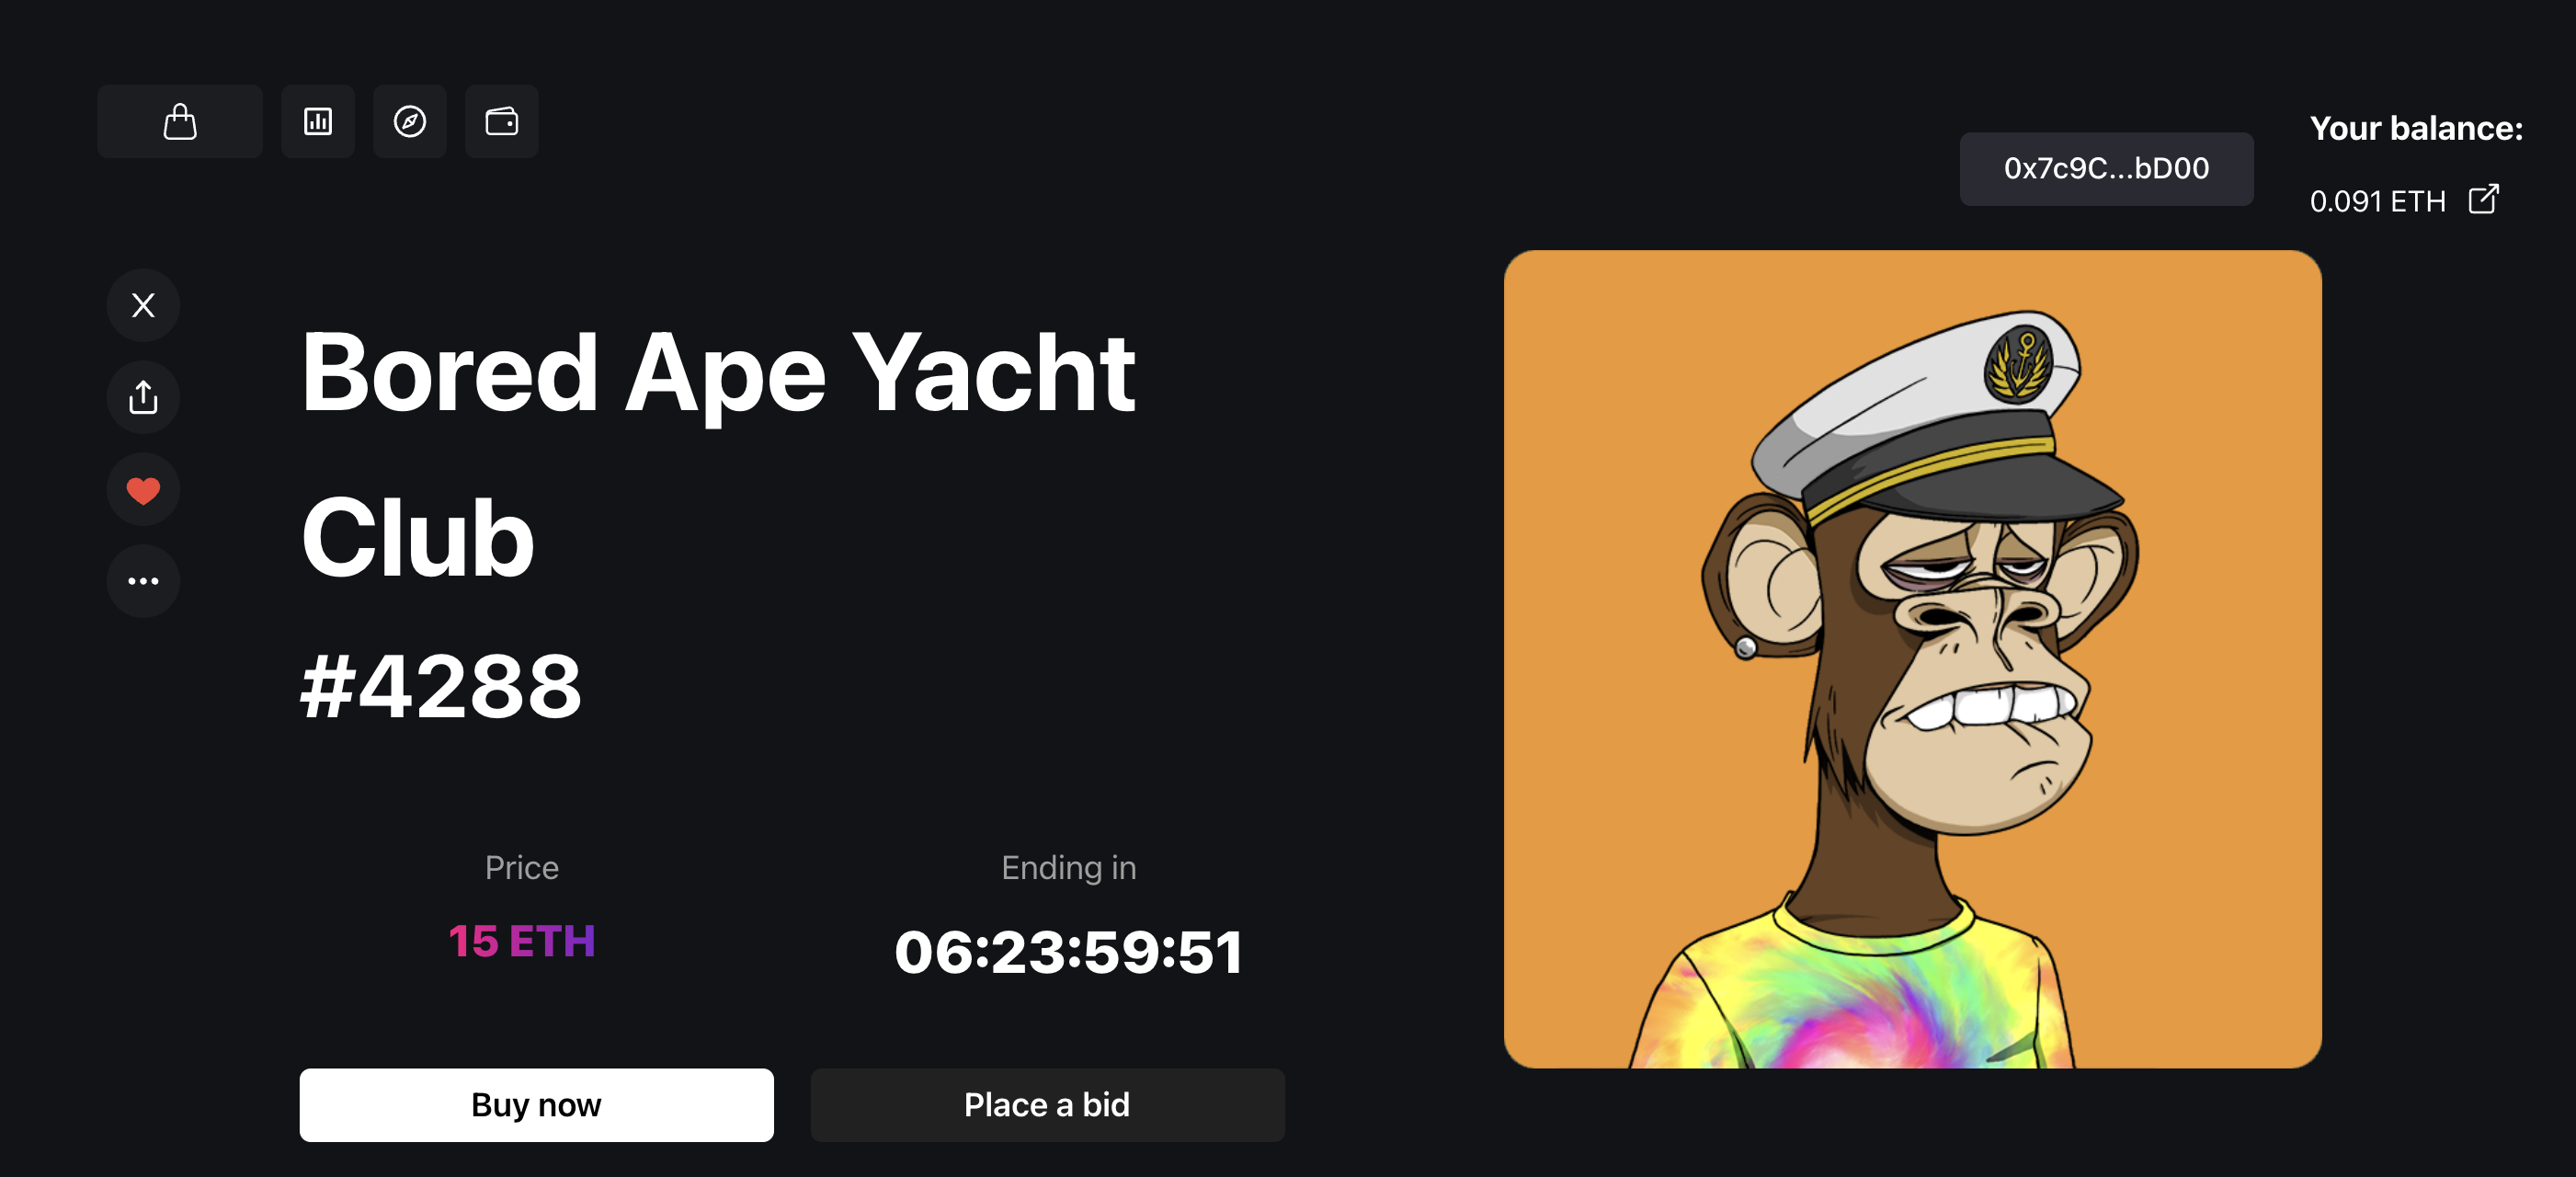 0x7c9C...bD00
Your balance:
0.091 ETH
Bored Ape Yacht
Club
#4288
Price
Ending in
15 ETH
06:23:59:51
Buy now
Place a bid